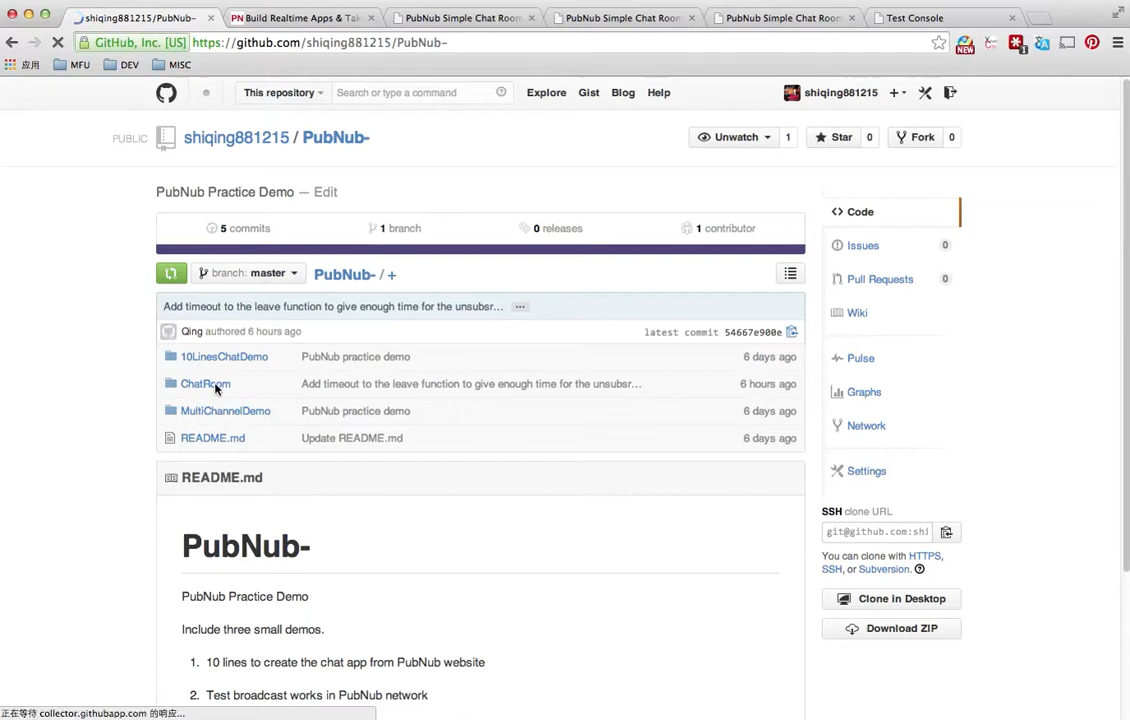 shiqing881215/PubNub-
PN Build Realtime Apps & Tak
PubNub Simple Chat Room
PubNub Simple Chat Room
PubNub Simple Chat Room
Test Console
GitHub, Inc. [US] https://github.com/shiqing881215/PubNub-
NEW
1
应用 MFU DEV MISC
This repository Search or type a command Explore Gist Blog Help shiqing881215 +
PUBLIC shiqing881215 / PubNub- Unwatch 1 Star 0 Fork 0
PubNub Practice Demo — Edit
5 commits 1 branch 0 releases 1 contributor
branch: master PubNub- / +
Add timeout to the leave function to give enough time for the unsubsr… …
Qing authored 6 hours ago latest commit 54667e900e
10LinesChatDemo PubNub practice demo 6 days ago
ChatRoom Add timeout to the leave function to give enough time for the unsubsr… 6 hours ago
MultiChannelDemo PubNub practice demo 6 days ago
README.md Update README.md 6 days ago
README.md
PubNub-
PubNub Practice Demo
Include three small demos.
1. 10 lines to create the chat app from PubNub website
2. Test broadcast works in PubNub network
Code
Issues 0
Pull Requests 0
Wiki
Pulse
Graphs
Network
Settings
SSH clone URL
git@github.com:shi
You can clone with HTTPS,
SSH, or Subversion.
Clone in Desktop
Download ZIP
正在等待 collector.githubapp.com 的响应...